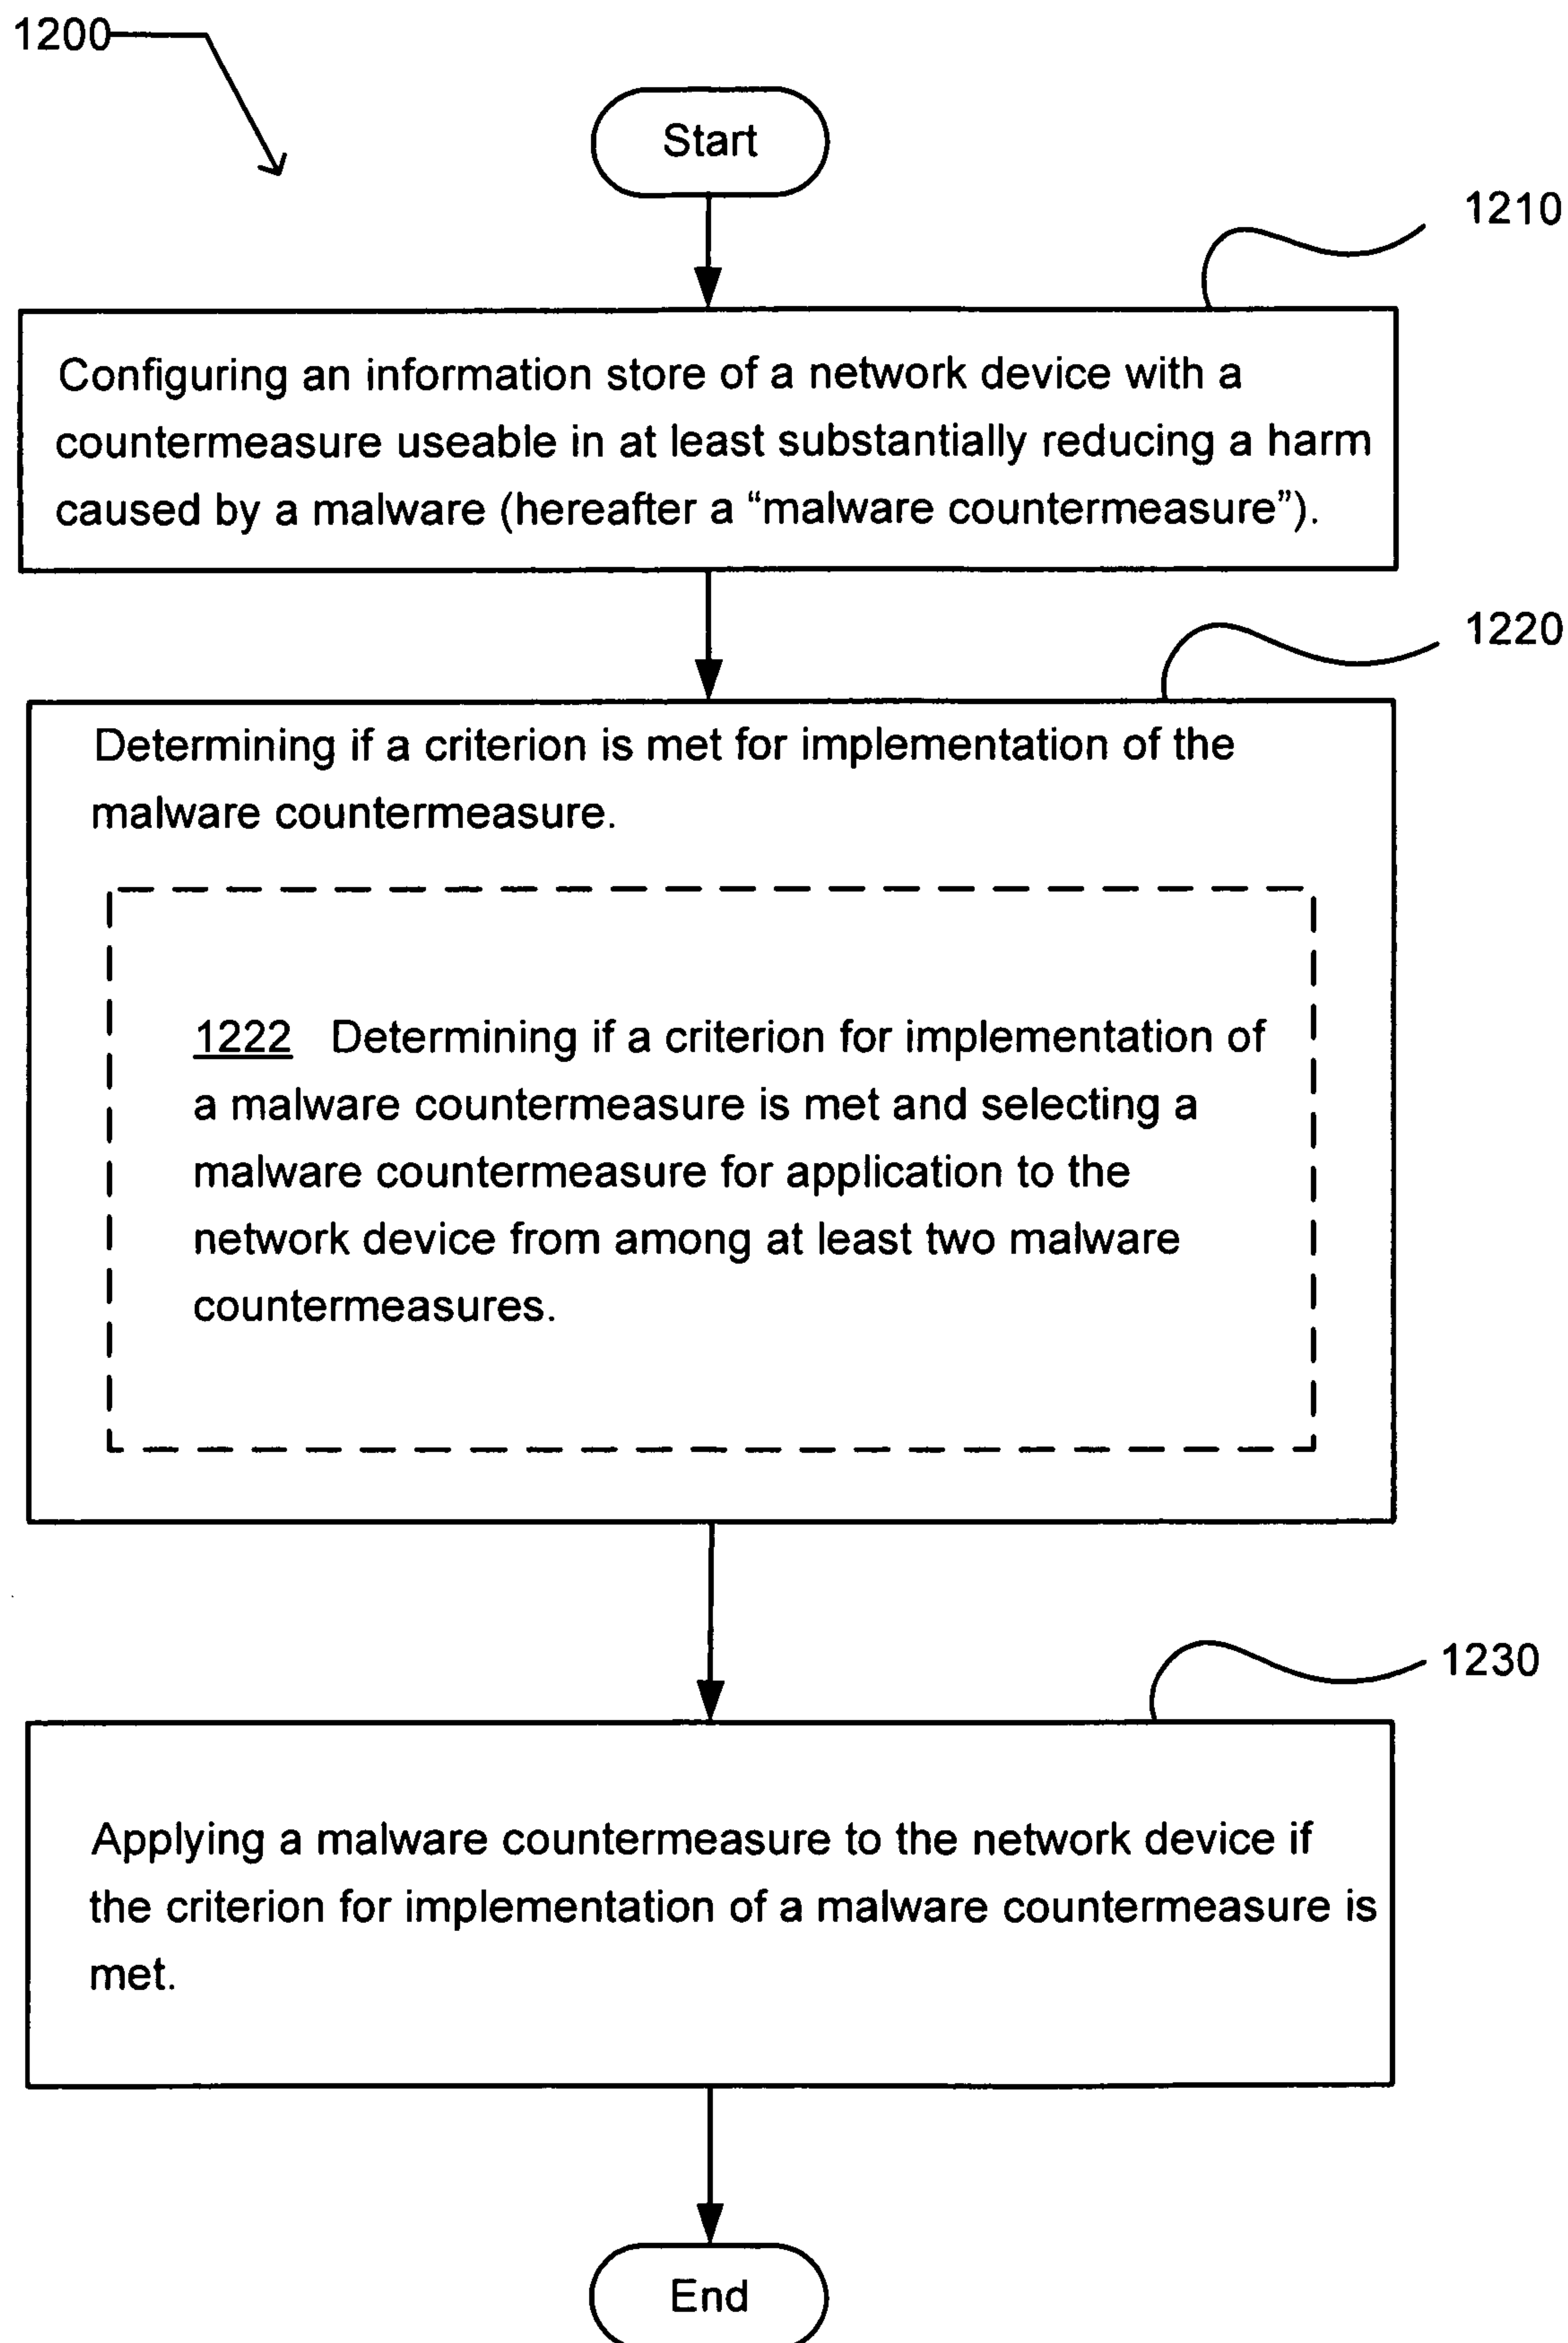 1200
Start
1210
Configuring an information store of a network device with a
countermeasure useable in at least substantially reducing a harm
caused by a malware (hereafter a “malware countermeasure”).
1220
Determining if a criterion is met for implementation of the
malware countermeasure.
1222 Determining if a criterion for implementation of
a malware countermeasure is met and selecting a
malware countermeasure for application to the
network device from among at least two malware
countermeasures.
1230
Applying a malware countermeasure to the network device if
the criterion for implementation of a malware countermeasure is
met.
End